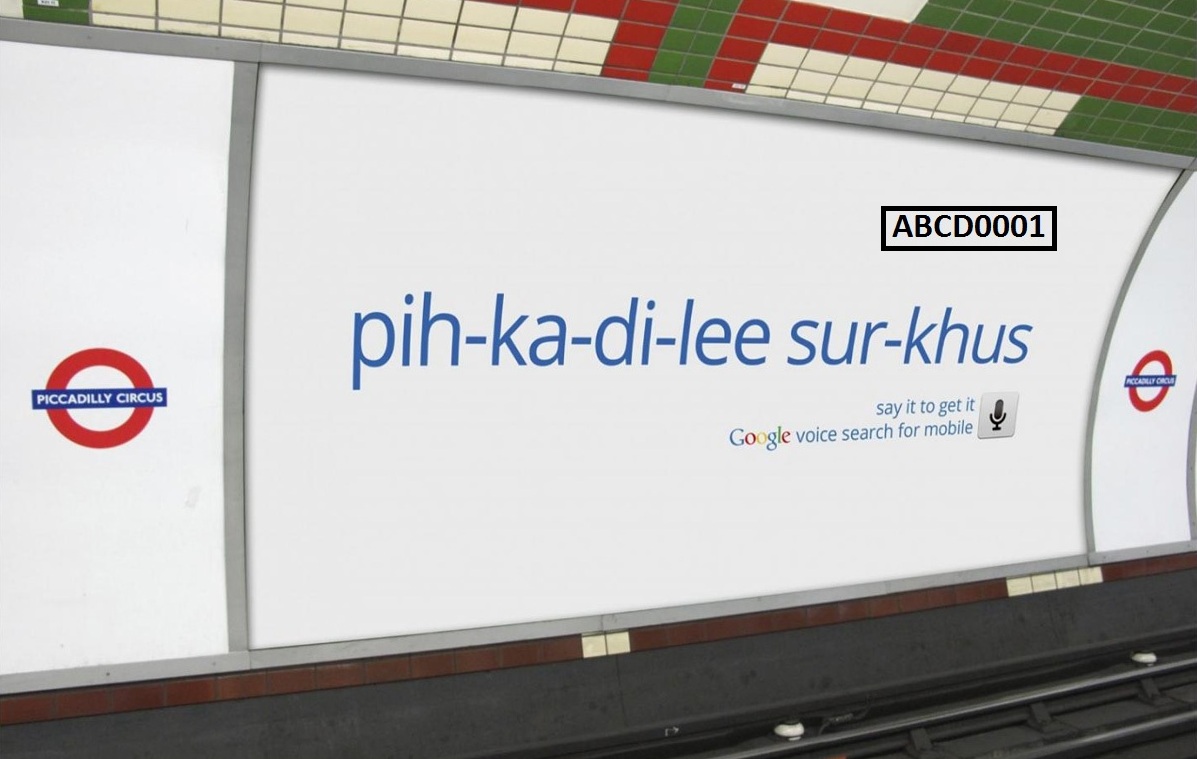 ABCD0001
pih-ka-di-lee sur-khus
say it to get it
Google voice search for mobile
PICCADILLY CIRCUS
PICCADILLY CIRCUS